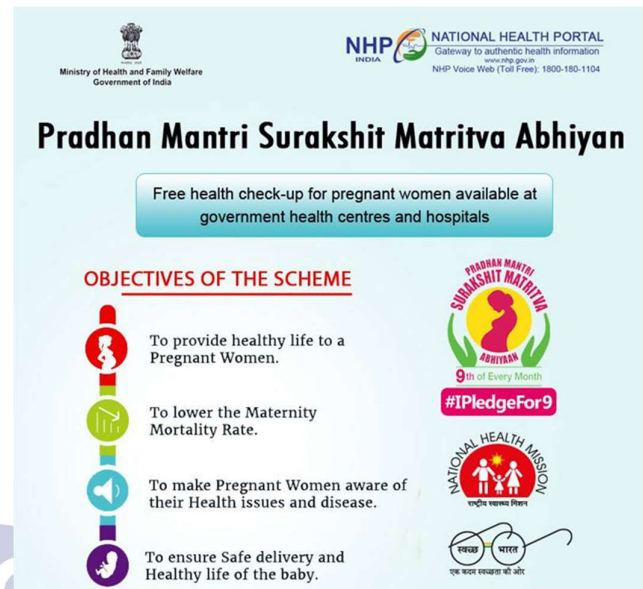 Ministry of Health and Family Welfare
Government of India
NHP
INDIA
NATIONAL HEALTH PORTAL
Gateway to authentic health information
www.nhp.gov.in
NHP Voice Web (Toll Free): 1800-180-1104
Pradhan Mantri Surakshit Matritva Abhiyan
Free health check-up for pregnant women available at
government health centres and hospitals
OBJECTIVES OF THE SCHEME
To provide healthy life to a
Pregnant Women.
To lower the Maternity
Mortality Rate.
To make Pregnant Women aware of
their Health issues and disease.
To ensure Safe delivery and
Healthy life of the baby.
PRADHAN MANTRI
SURAKSHIT MATRITVA
ABHIYAAN
9th of Every Month
#IPledgeFor9
NATIONAL HEALTH MISSION
राष्ट्रीय स्वास्थ्य मिशन
स्वच्छ भारत
एक कदम स्वच्छता की ओर